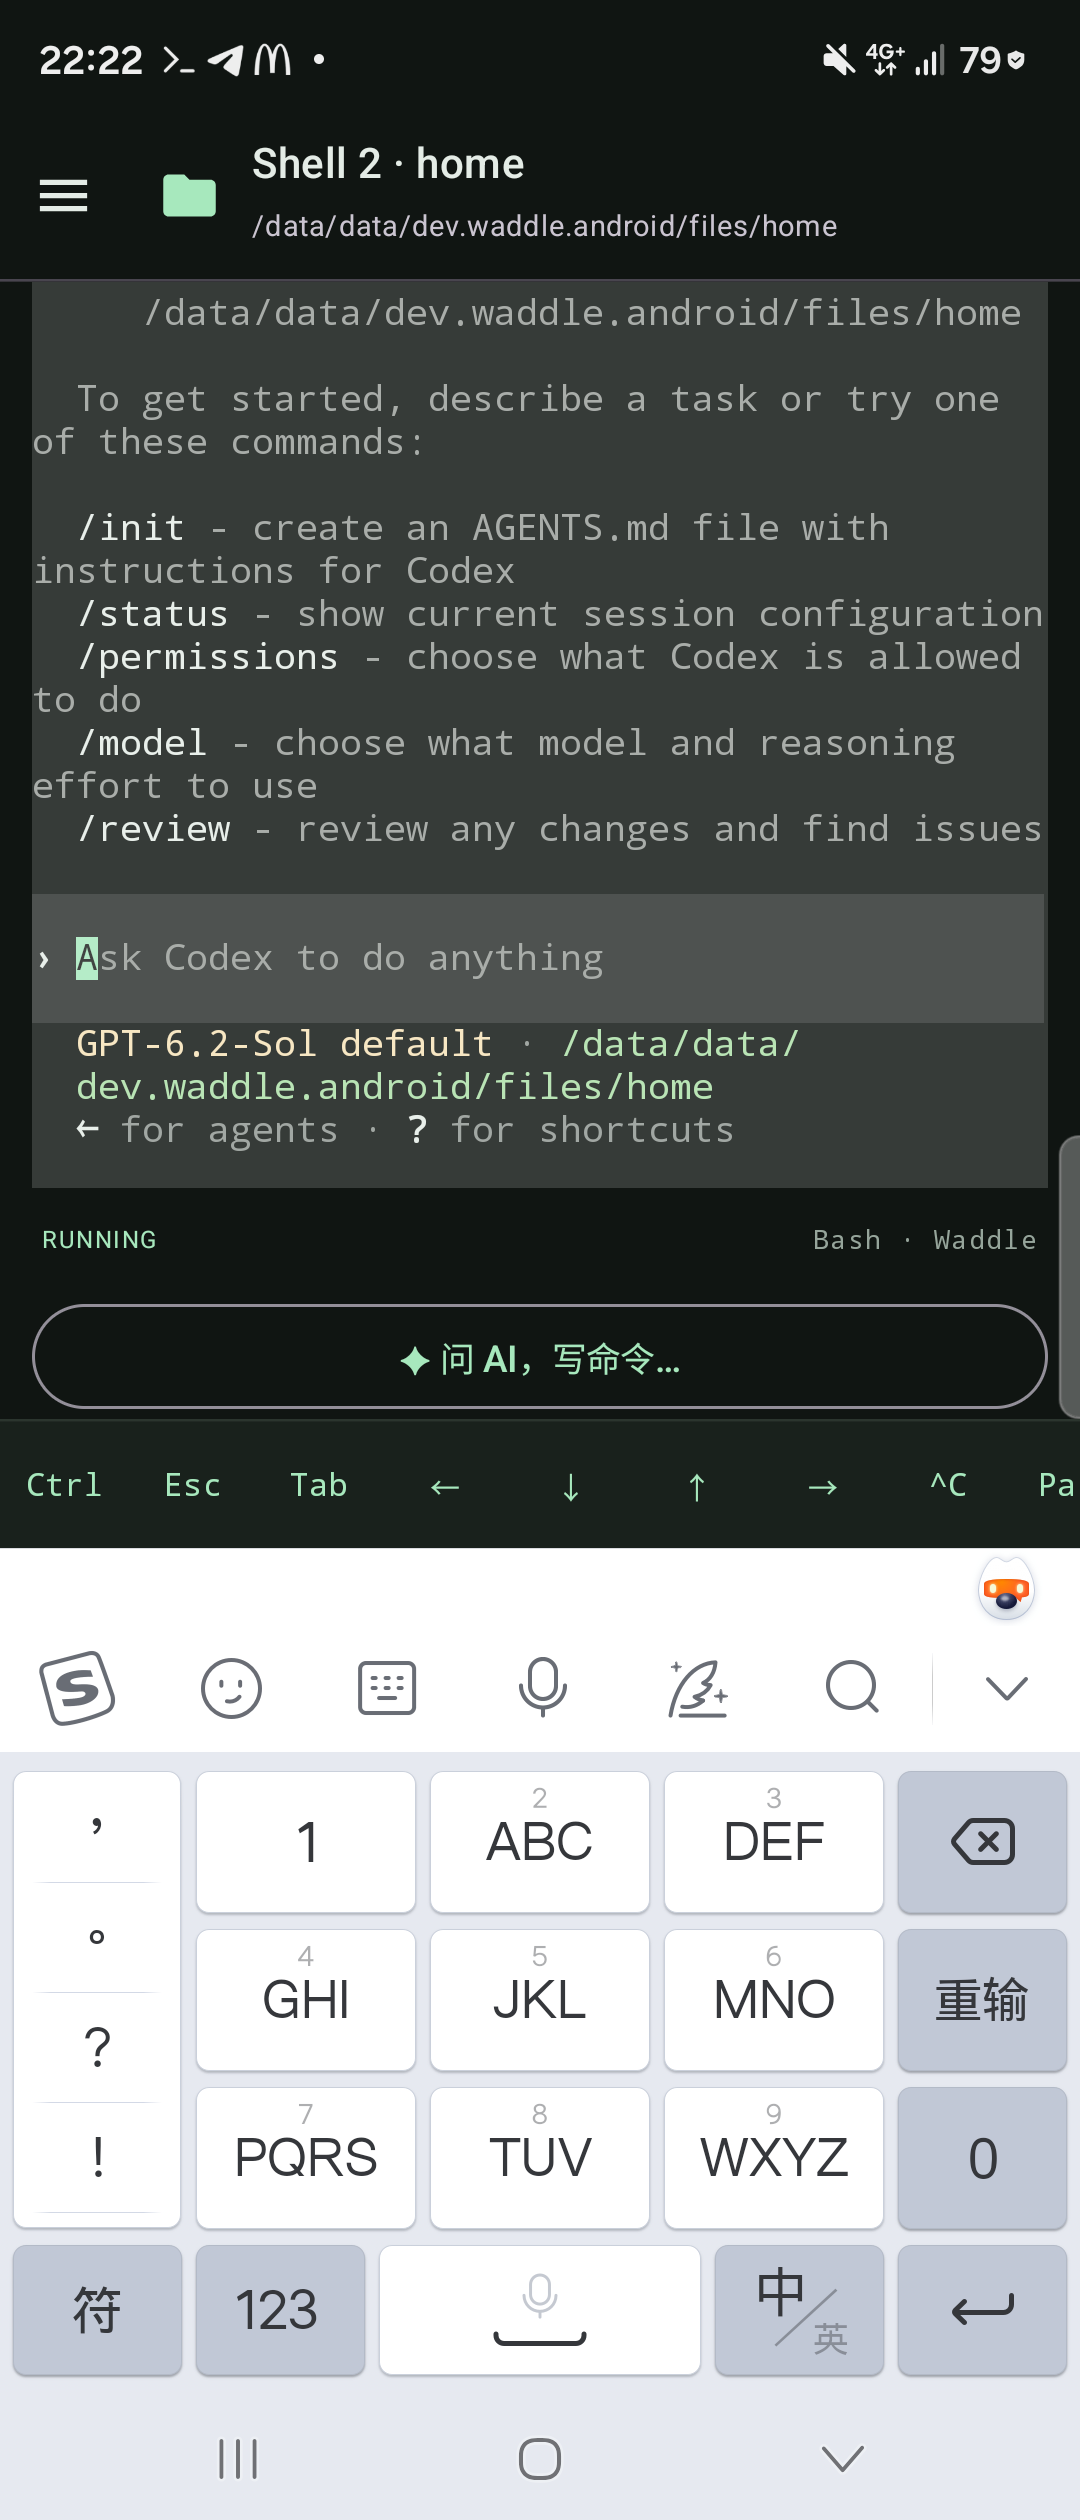 22:22
4G+
79
Shell 2 · home
/data/data/dev.waddle.android/files/home
/data/data/dev.waddle.android/files/home
To get started, describe a task or try one
of these commands:
/init - create an AGENTS.md file with
instructions for Codex
/status - show current session configuration
/permissions - choose what Codex is allowed
to do
/model - choose what model and reasoning
effort to use
/review - review any changes and find issues
› Ask Codex to do anything
GPT-6.2-Sol default · /data/data/
dev.waddle.android/files/home
← for agents · ? for shortcuts
RUNNING
Bash · Waddle
问 AI，写命令…
Ctrl Esc Tab ← ↓ ↑ → ^C Pa
S
，
1
2
ABC
3
DEF
。
4
GHI
5
JKL
6
MNO
重输
?
7
PQRS
8
TUV
9
WXYZ
0
!
符
123
中/英